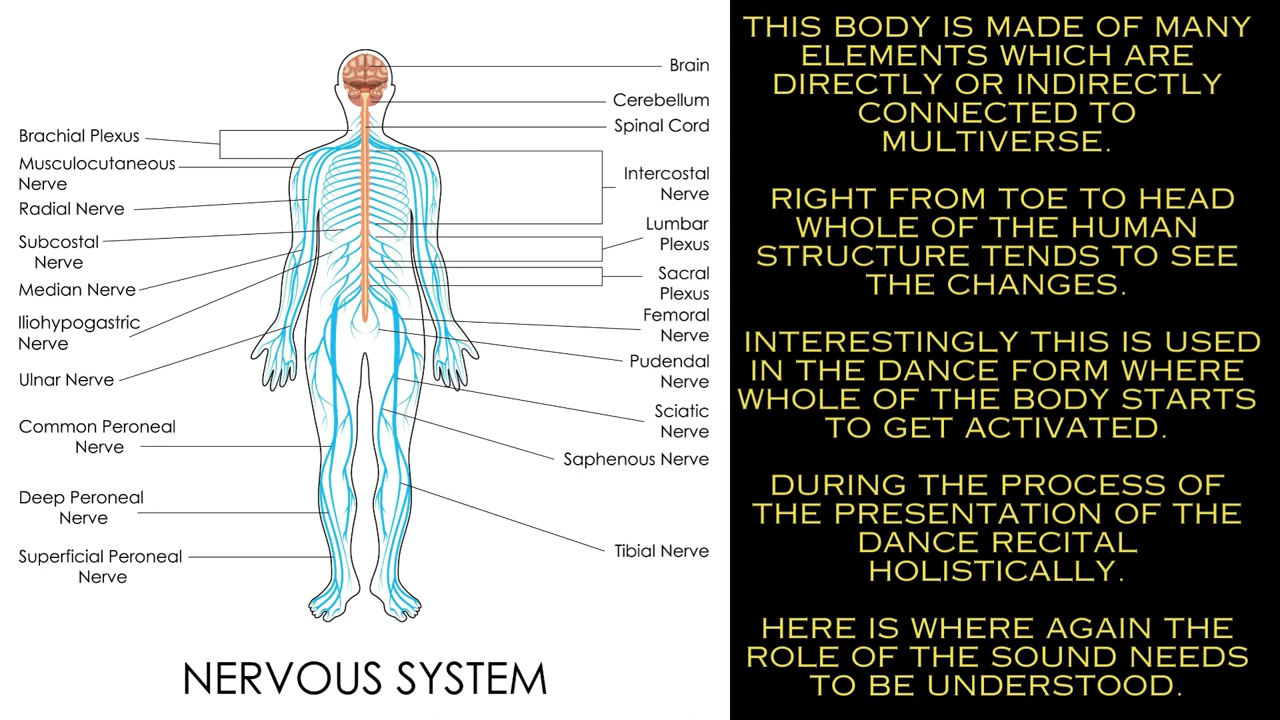 Brain
Cerebellum
Spinal Cord
Brachial Plexus
Musculocutaneous
Nerve
Radial Nerve
Subcostal
Nerve
Median Nerve
Iliohypogastric
Nerve
Ulnar Nerve
Common Peroneal
Nerve
Deep Peroneal
Nerve
Superficial Peroneal
Nerve
Intercostal
Nerve
Lumbar
Plexus
Sacral
Plexus
Femoral
Nerve
Pudendal
Nerve
Sciatic
Nerve
Saphenous Nerve
Tibial Nerve
NERVOUS SYSTEM
THIS BODY IS MADE OF MANY
ELEMENTS WHICH ARE
DIRECTLY OR INDIRECTLY
CONNECTED TO
MULTIVERSE.
RIGHT FROM TOE TO HEAD
WHOLE OF THE HUMAN
STRUCTURE TENDS TO SEE
THE CHANGES.
INTERESTINGLY THIS IS USED
IN THE DANCE FORM WHERE
WHOLE OF THE BODY STARTS
TO GET ACTIVATED.
DURING THE PROCESS OF
THE PRESENTATION OF THE
DANCE RECITAL
HOLISTICALLY.
HERE IS WHERE AGAIN THE
ROLE OF THE SOUND NEEDS
TO BE UNDERSTOOD.